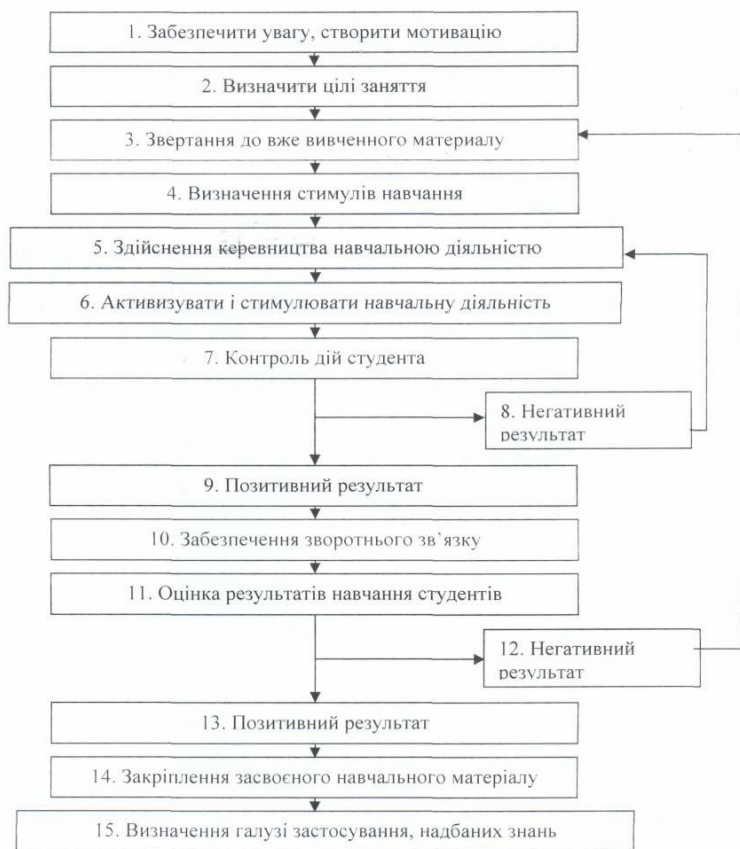 1. Забезпечити увагу, створити мотивацію
2. Визначити цілі заняття
3. Звертання до вже вивченного материалу
4. Визначення стимулів навчання
5. Здійснення керевництва навчальною діяльністю
6. Активизувати і стимулювати навчальну діяльність
7. Контроль дій студента
8. Негативний
результат
9. Позитивний результат
10. Забезпечення зворотнього зв’язку
11. Оцінка результатів навчання студентів
12. Негативний
результат
13. Позитивний результат
14. Закріплення засвоєного навчального матеріалу
15. Визначення галузі застосування, надбаних знань